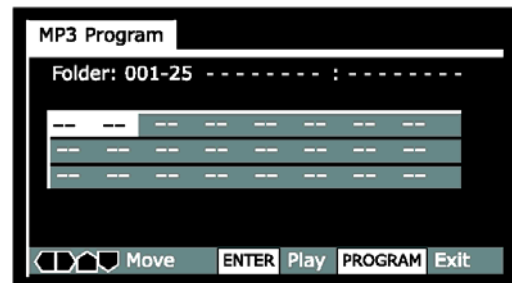 MP3 Program
Folder: 001-25 - - - - - - - - : - - - - - - - -
-- -- -- -- -- -- -- --
-- -- -- -- -- -- -- --
-- -- -- -- -- -- -- --
Move ENTER Play PROGRAM Exit